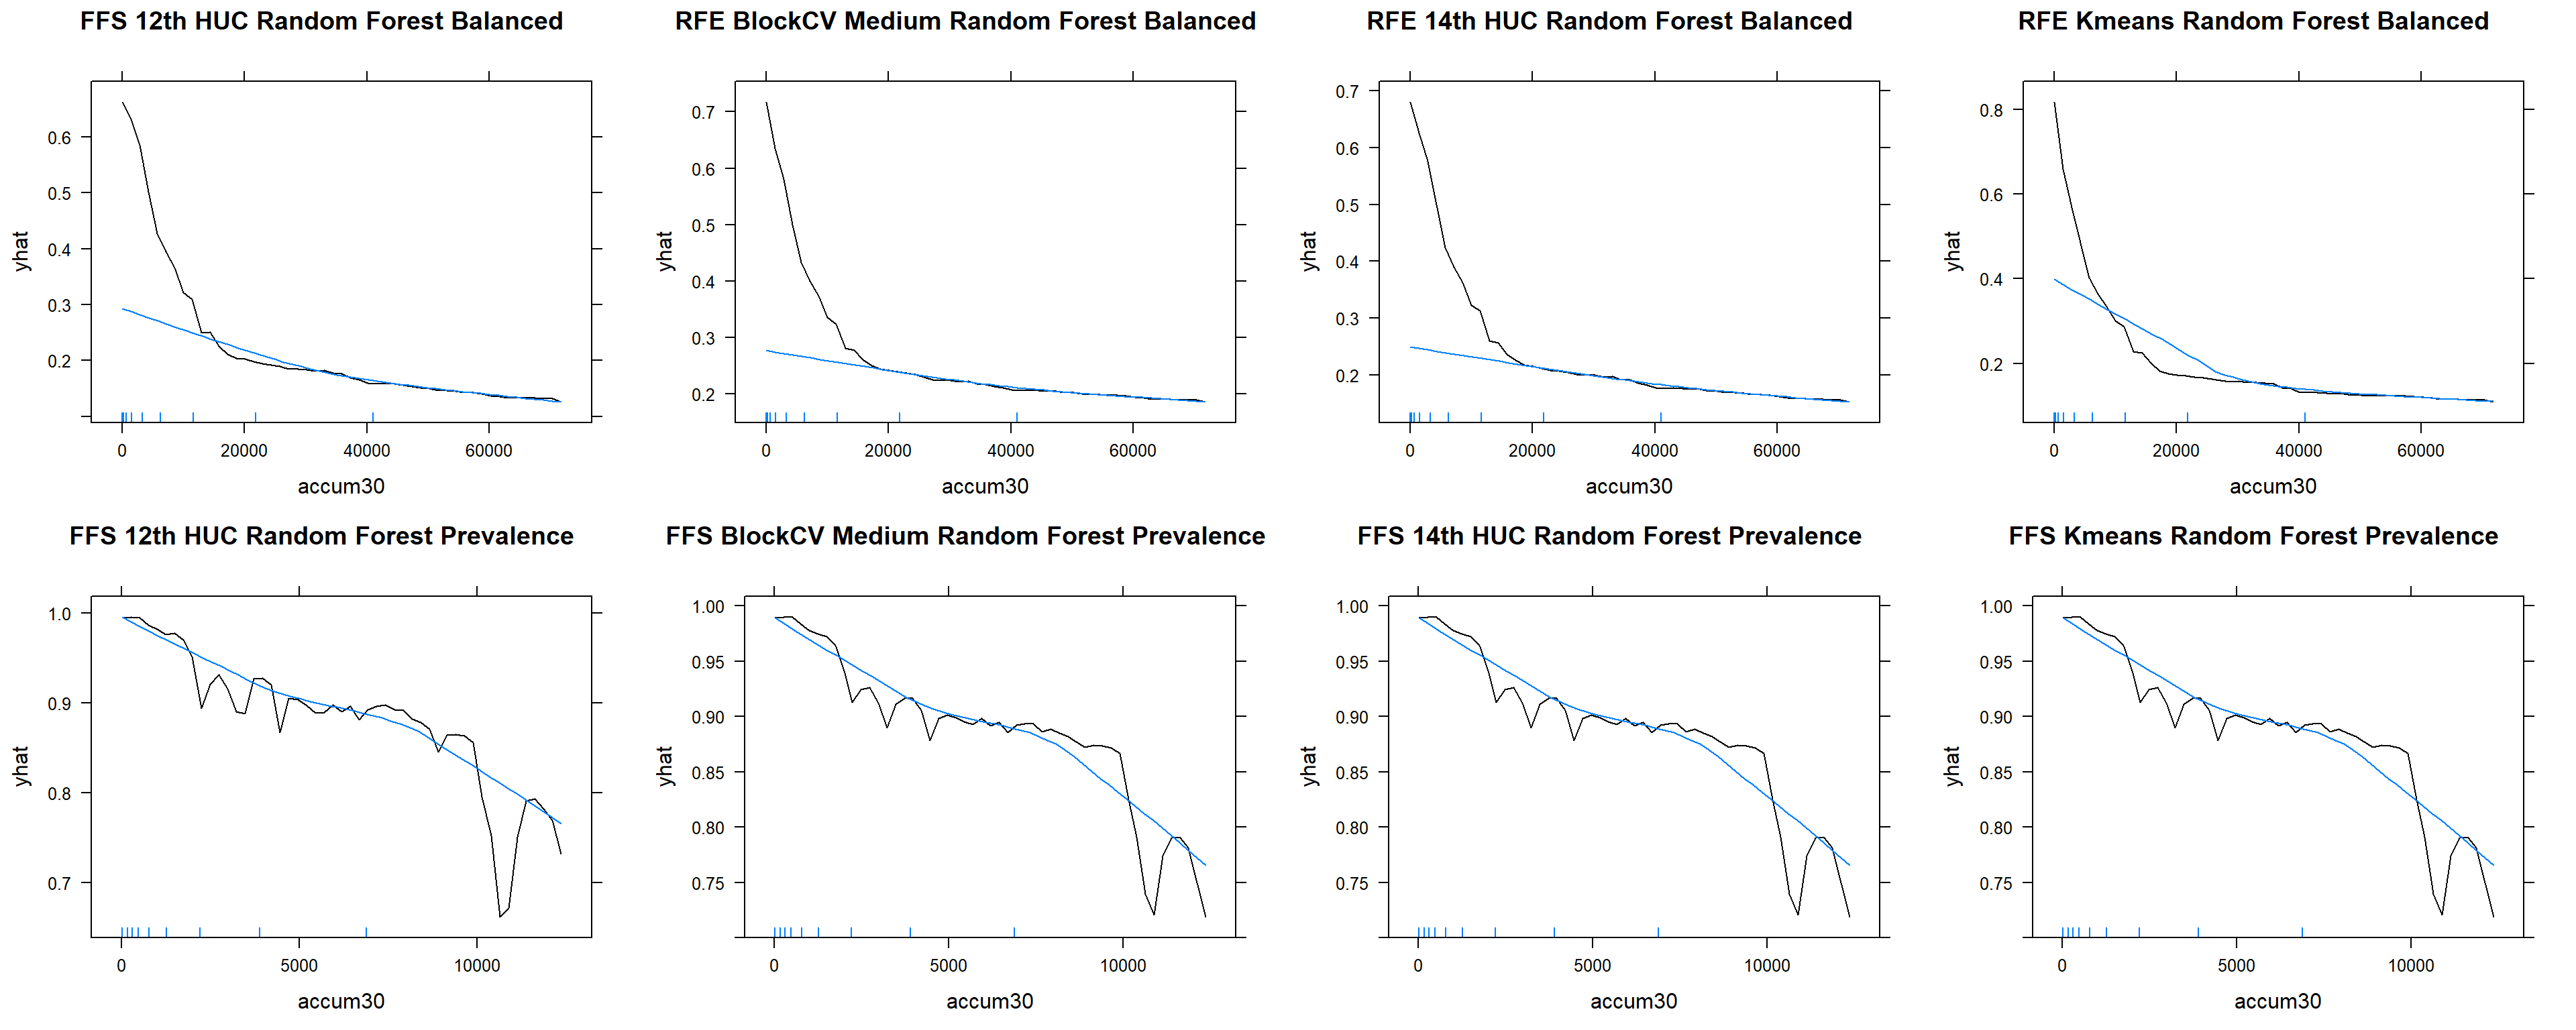 FFS 12th HUC Random Forest Balanced
0.6
0.5
0.4
0.3
0.2
yhat
0 20000 40000 60000
accum30
RFE BlockCV Medium Random Forest Balanced
0.7
0.6
0.5
0.4
0.3
0.2
yhat
0 20000 40000 60000
accum30
RFE 14th HUC Random Forest Balanced
0.7
0.6
0.5
0.4
0.3
0.2
yhat
0 20000 40000 60000
accum30
RFE Kmeans Random Forest Balanced
0.8
0.6
0.4
0.2
yhat
0 20000 40000 60000
accum30
FFS 12th HUC Random Forest Prevalence
1.0
0.9
0.8
0.7
yhat
0 5000 10000
accum30
FFS BlockCV Medium Random Forest Prevalence
1.00
0.95
0.90
0.85
0.80
0.75
yhat
0 5000 10000
accum30
FFS 14th HUC Random Forest Prevalence
1.00
0.95
0.90
0.85
0.80
0.75
yhat
0 5000 10000
accum30
FFS Kmeans Random Forest Prevalence
1.00
0.95
0.90
0.85
0.80
0.75
yhat
0 5000 10000
accum30